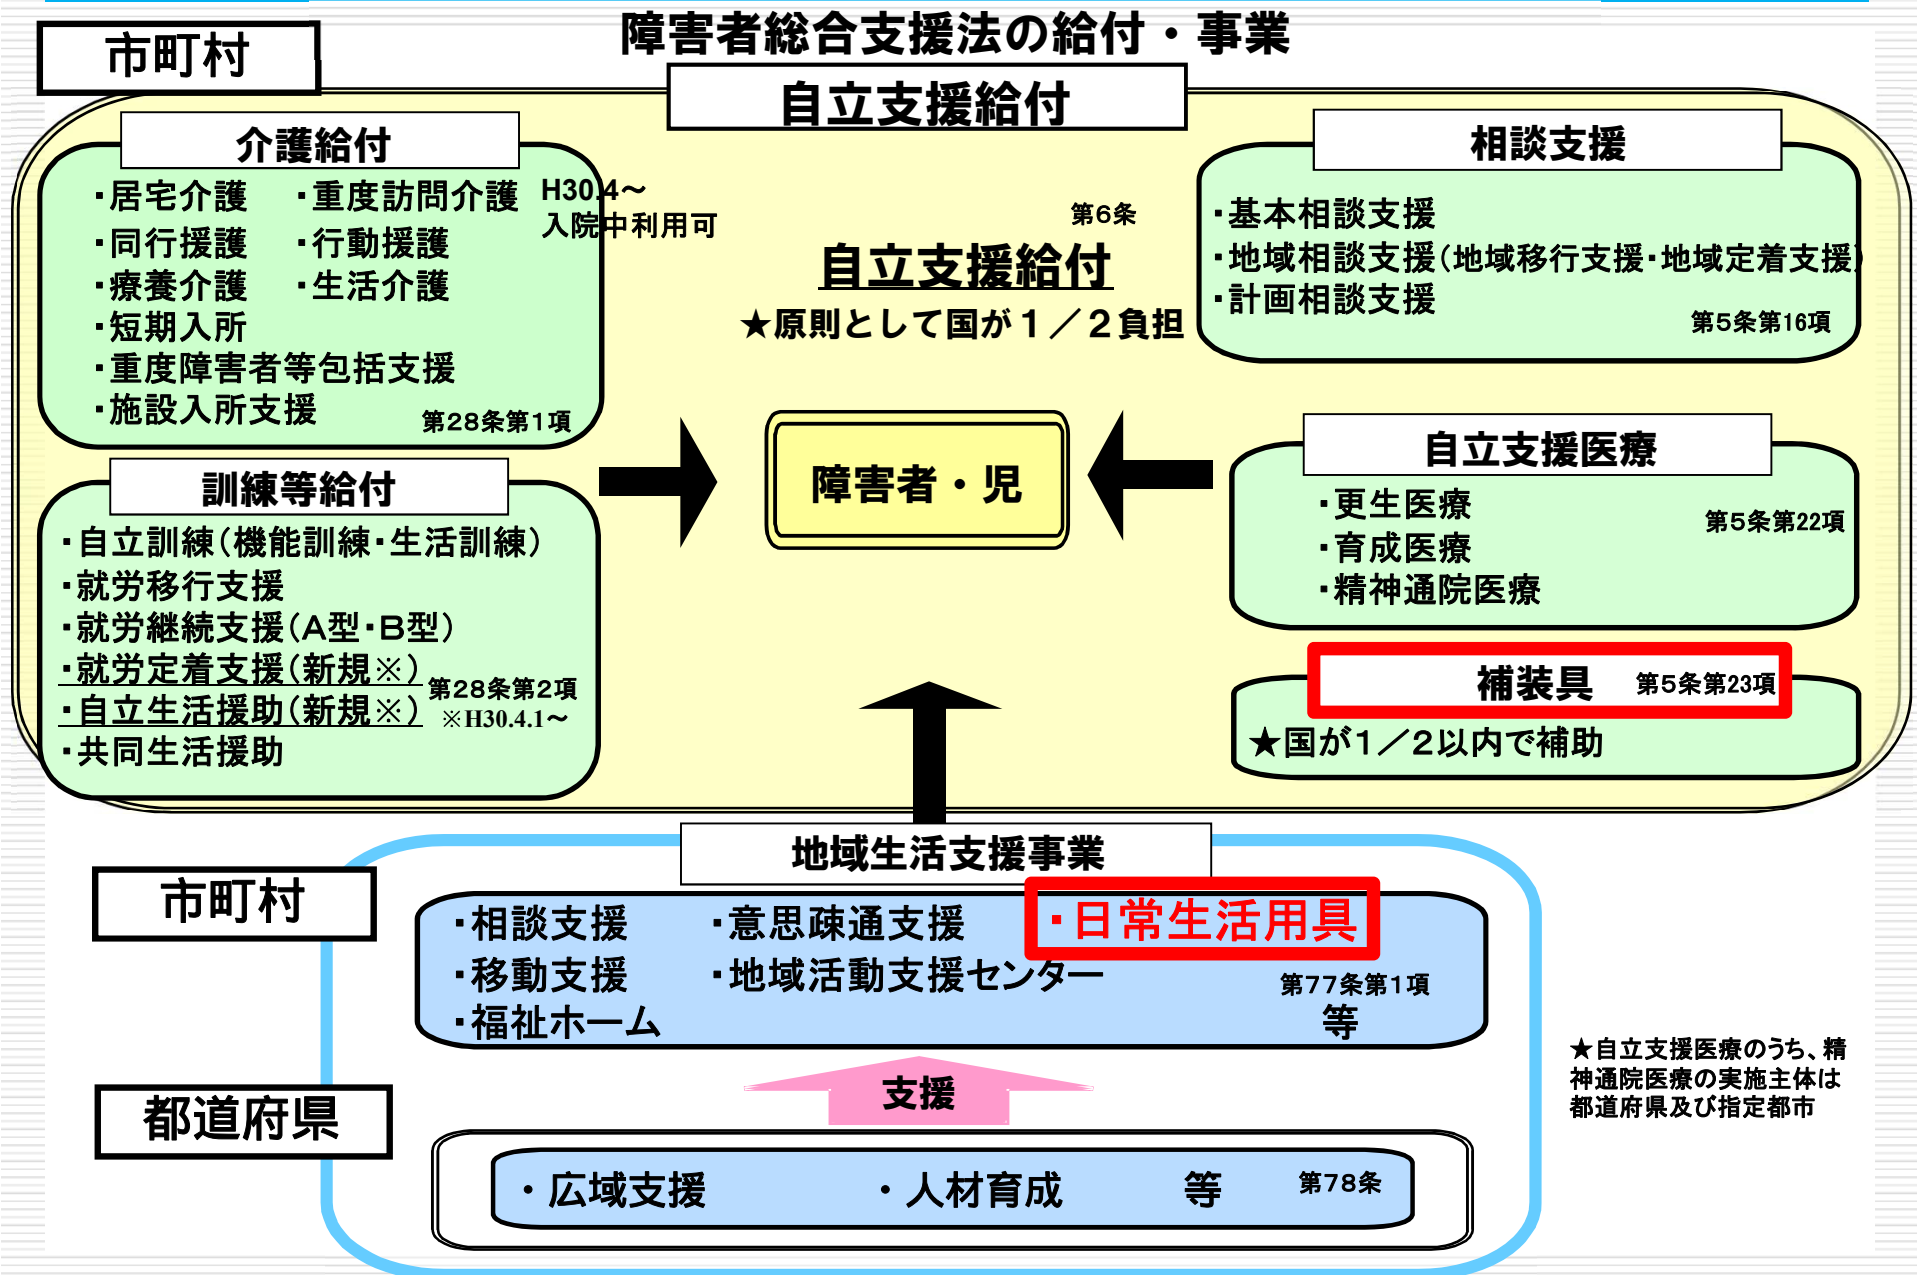 障害者総合支援法の給付・事業
市町村
自立支援給付
介護給付
・居宅介護　・重度訪問介護
H30.4～
入院中利用可
・同行援護　・行動援護
・療養介護　・生活介護
・短期入所
・重度障害者等包括支援
・施設入所支援
第28条第1項
訓練等給付
・自立訓練（機能訓練・生活訓練）
・就労移行支援
・就労継続支援（A型・B型）
・就労定着支援（新規※）
・自立生活援助（新規※）
第28条第2項
※H30.4.1～
・共同生活援助
第6条
自立支援給付
★原則として国が１／２負担
障害者・児
相談支援
・基本相談支援
・地域相談支援（地域移行支援・地域定着支援）
・計画相談支援
第5条第16項
自立支援医療
・更生医療
第5条第22項
・育成医療
・精神通院医療
補装具　第5条第23項
★国が1／2以内で補助
地域生活支援事業
市町村
・相談支援　・意思疎通支援　・日常生活用具
・移動支援　・地域活動支援センター
第77条第1項
・福祉ホーム　等
支援
都道府県
・広域支援　・人材育成　等　第78条
★自立支援医療のうち、精
神通院医療の実施主体は
都道府県及び指定都市